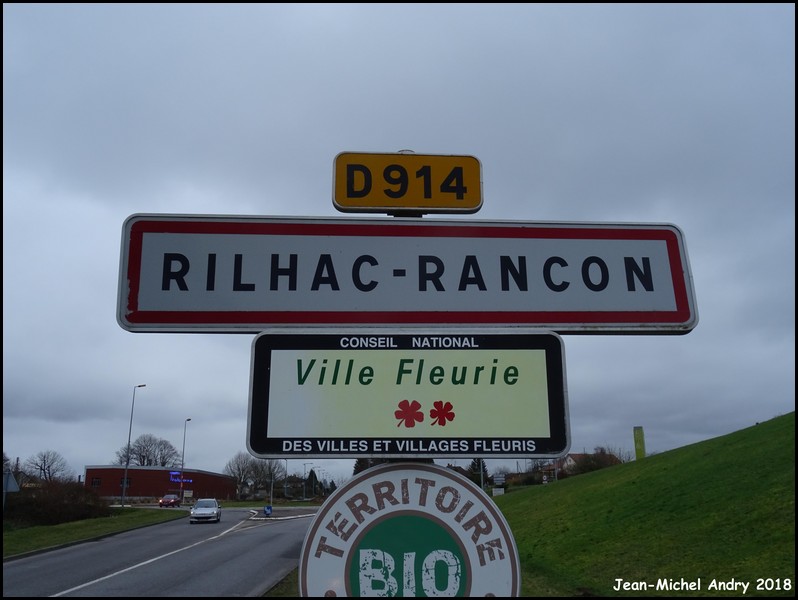 D914
RILHAC-RANCON
CONSEIL NATIONAL
Ville Fleurie
DES VILLES ET VILLAGES FLEURIS
TERRITOIRE
BIO
Jean-Michel Andry 2018